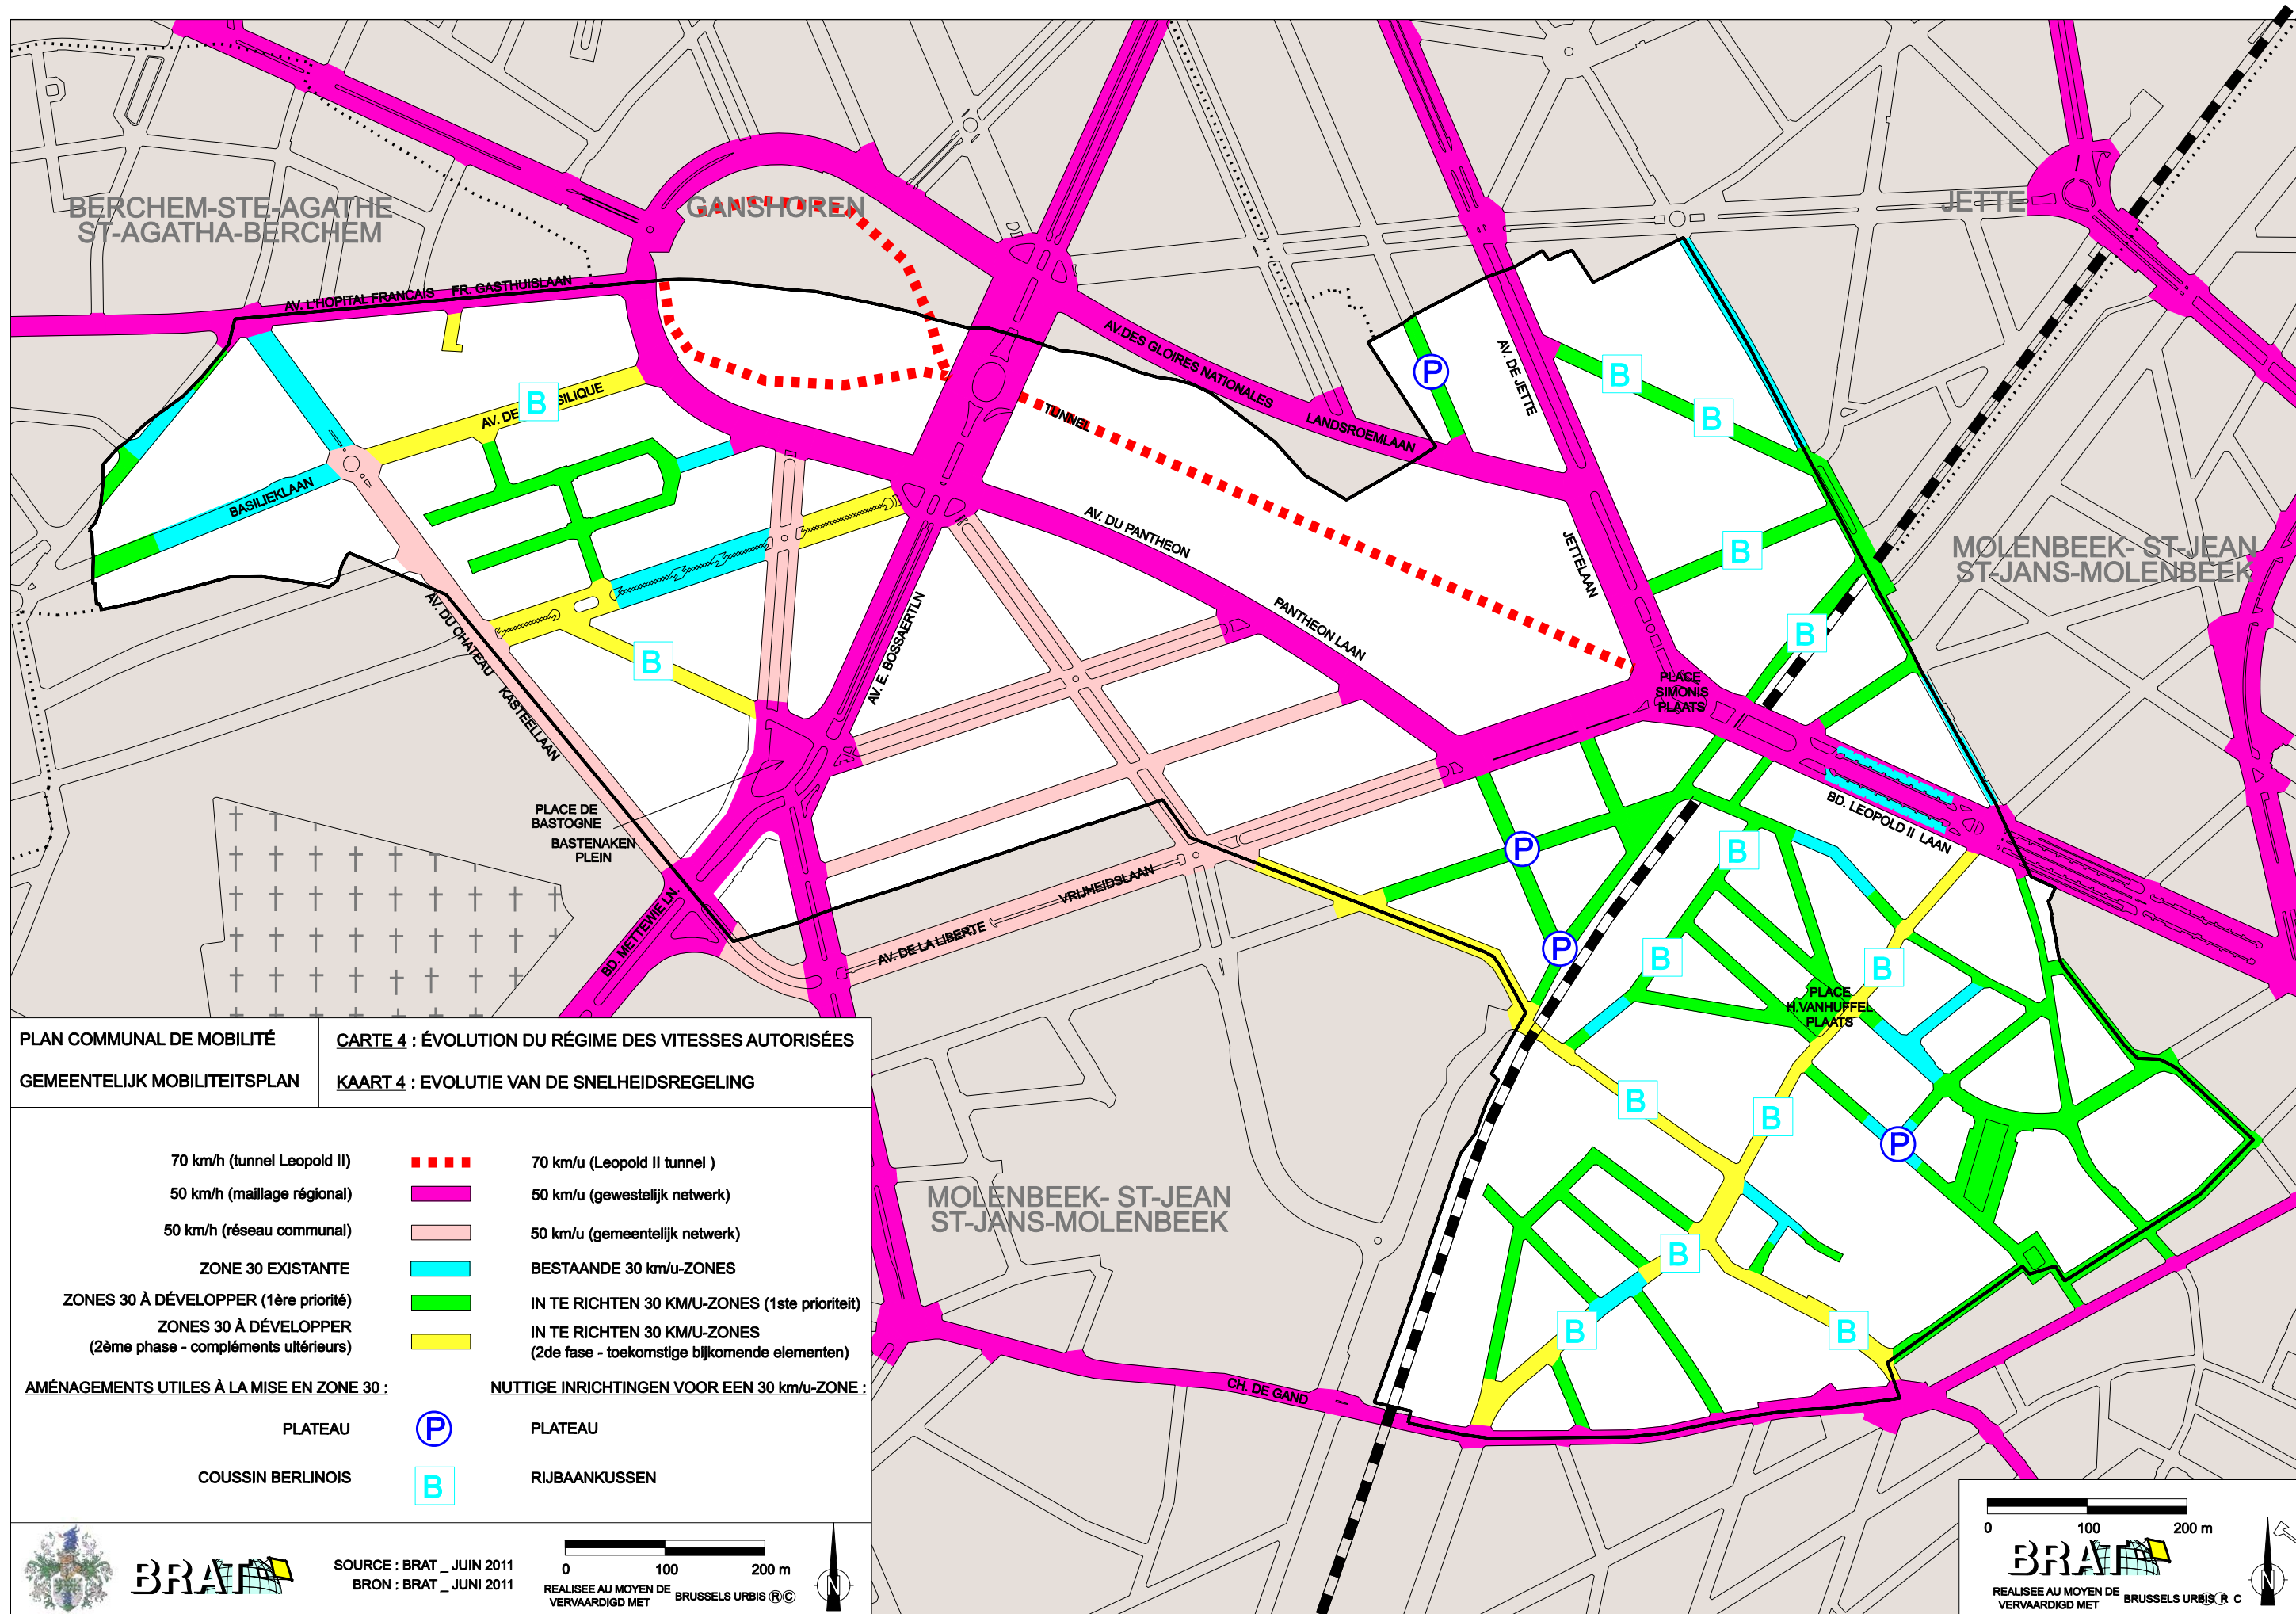 BERCHEM-STE-AGATHE
ST-AGATHA-BERCHEM
GANSHOREN
JETTE
AV. L'HOPITAL FRANCAIS FR. GASTHUISLAAN
AV.DES GLOIRES NATIONALES
LANDSROEMLAAN
AV. DE JETTE
P
B
B
B
AV. DE
SILIQUE
TUNNEL
BASILIEKLAAN
AV. DU PANTHEON
B
JETTELAAN
MOLENBEEK- ST-JEAN
ST-JANS-MOLENBEEK
AV. DU CHATEAU
KASTEELLAAN
AV. E. BOSSAERTLN
PANTHEON LAAN
B
B
PLACE
SIMONIS
PLAATS
PLACE DE
BASTOGNE
BASTENAKEN
PLEIN
BD. LEOPOLD II LAAN
P
B
BD. METTEWIE LN.
AV. DE LA LIBERTE
VRIJHEIDSLAAN
P
B
B
PLACE
H.VANHUFFEL
PLAATS
B
B
P
MOLENBEEK- ST-JEAN
ST-JANS-MOLENBEEK
B
B
B
CH. DE GAND
PLAN COMMUNAL DE MOBILITÉ
GEMEENTELIJK MOBILITEITSPLAN
CARTE 4 : ÉVOLUTION DU RÉGIME DES VITESSES AUTORISÉES
KAART 4 : EVOLUTIE VAN DE SNELHEIDSREGELING
70 km/h (tunnel Leopold II)
70 km/u (Leopold II tunnel )
50 km/h (maillage régional)
50 km/u (gewestelijk netwerk)
50 km/h (réseau communal)
50 km/u (gemeentelijk netwerk)
ZONE 30 EXISTANTE
BESTAANDE 30 km/u-ZONES
ZONES 30 À DÉVELOPPER (1ère priorité)
IN TE RICHTEN 30 KM/U-ZONES (1ste prioriteit)
ZONES 30 À DÉVELOPPER
(2ème phase - compléments ultérieurs)
IN TE RICHTEN 30 KM/U-ZONES
(2de fase - toekomstige bijkomende elementen)
AMÉNAGEMENTS UTILES À LA MISE EN ZONE 30 :
NUTTIGE INRICHTINGEN VOOR EEN 30 km/u-ZONE :
PLATEAU
P
PLATEAU
COUSSIN BERLINOIS
B
RIJBAANKUSSEN
BRAT
SOURCE : BRAT _ JUIN 2011
BRON : BRAT _ JUNI 2011
0 100 200 m
REALISEE AU MOYEN DE
VERVAARDIGD MET
BRUSSELS URBIS ® ©
N
0 100 200 m
BRAT
REALISEE AU MOYEN DE
VERVAARDIGD MET
BRUSSELS URBIS R C
N